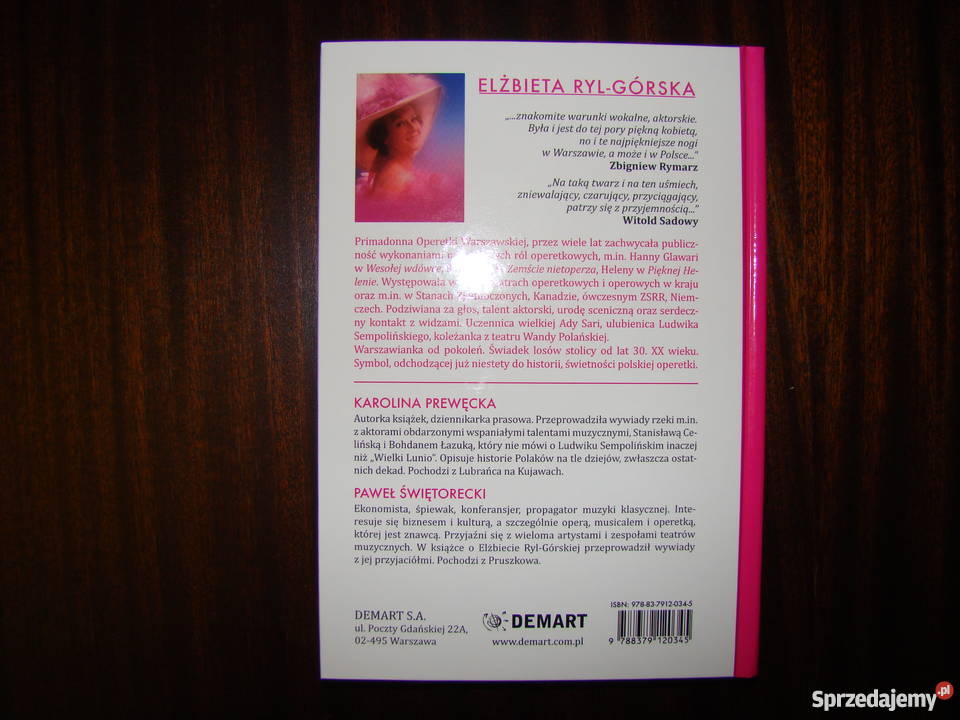 ELŻBIETA RYL-GÓRSKA
„...znakomite warunki wokalne, aktorskie.
Była i jest do tej pory piękną kobietą,
no i te najpiękniejsze nogi
w Warszawie, a może i w Polsce..."
Zbigniew Rymarz
„Na taką twarz i na ten uśmiech,
zniewalający, czarujący, przyciągający,
patrzy się z przyjemnością..."
Witold Sadowy
Primadonna Operetki Warszawskiej, przez wiele lat zachwycała publicz-
ność wykonaniami ról operetkowych, m.in. Hanny Glawari
w Wesołej wdówce, Zemście nietoperza, Heleny w Pięknej He-
lenie. Występowała w operetkowych i operowych w kraju
oraz m.in. w Stanach Zjednoczonych, Kanadzie, ówczesnym ZSRR, Niem-
czech. Podziwiana za głos, talent aktorski, urodę sceniczną oraz serdecz-
ny kontakt z widzami. Uczennica wielkiej Ady Sari, ulubienica Ludwika
Sempolińskiego, koleżanka z teatru Wandy Polańskiej.
Warszawianka od pokoleń. Świadek losów stolicy od lat 30. XX wieku.
Symbol, odchodzącej już niestety do historii, świetności polskiej operetki.
KAROLINA PREWĘCKA
Autorka książek, dziennikarka prasowa. Przeprowadziła wywiady rzeki m.in.
z aktorami obdarzonymi wspaniałymi talentami muzycznymi, Stanisławą Ce-
lińską i Bohdanem Łazuką, który nie mówi o Ludwiku Sempolińskim inaczej
niż „Wielki Lunio". Opisuje historie Polaków na tle dziejów, zwłaszcza ostat-
nich dekad. Pochodzi z Lubrańca na Kujawach.
PAWEŁ ŚWIĘTORECKI
Ekonomista, śpiewak, konferansjer, propagator muzyki klasycznej. Inte-
resuje się biznesem i kulturą, a szczególnie operą, musicalem i operetką,
której jest znawcą. Przyjaźni się z wieloma artystami i zespołami teatrów
muzycznych. W książce o Elżbiecie Ryl-Górskiej przeprowadził wywiady
z jej przyjaciółmi. Pochodzi z Pruszkowa.
ISBN: 978-83-7912-034-5
DEMART S.A.
ul. Poczty Gdańskiej 22A,
02-495 Warszawa
DEMART
www.demart.com.pl
9 788379 120345
Sprzedajemy.pl